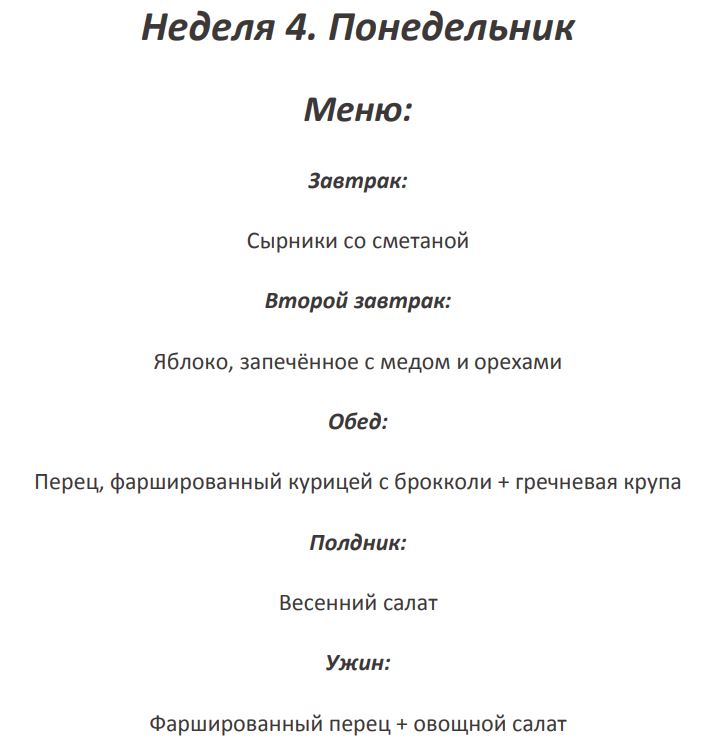 Неделя 4. Понедельник
Меню:
Завтрак:
Сырники со сметаной
Второй завтрак:
Яблоко, запечённое с медом и орехами
Обед:
Перец, фаршированный курицей с брокколи + гречневая крупа
Полдник:
Весенний салат
Ужин:
Фаршированный перец + овощной салат